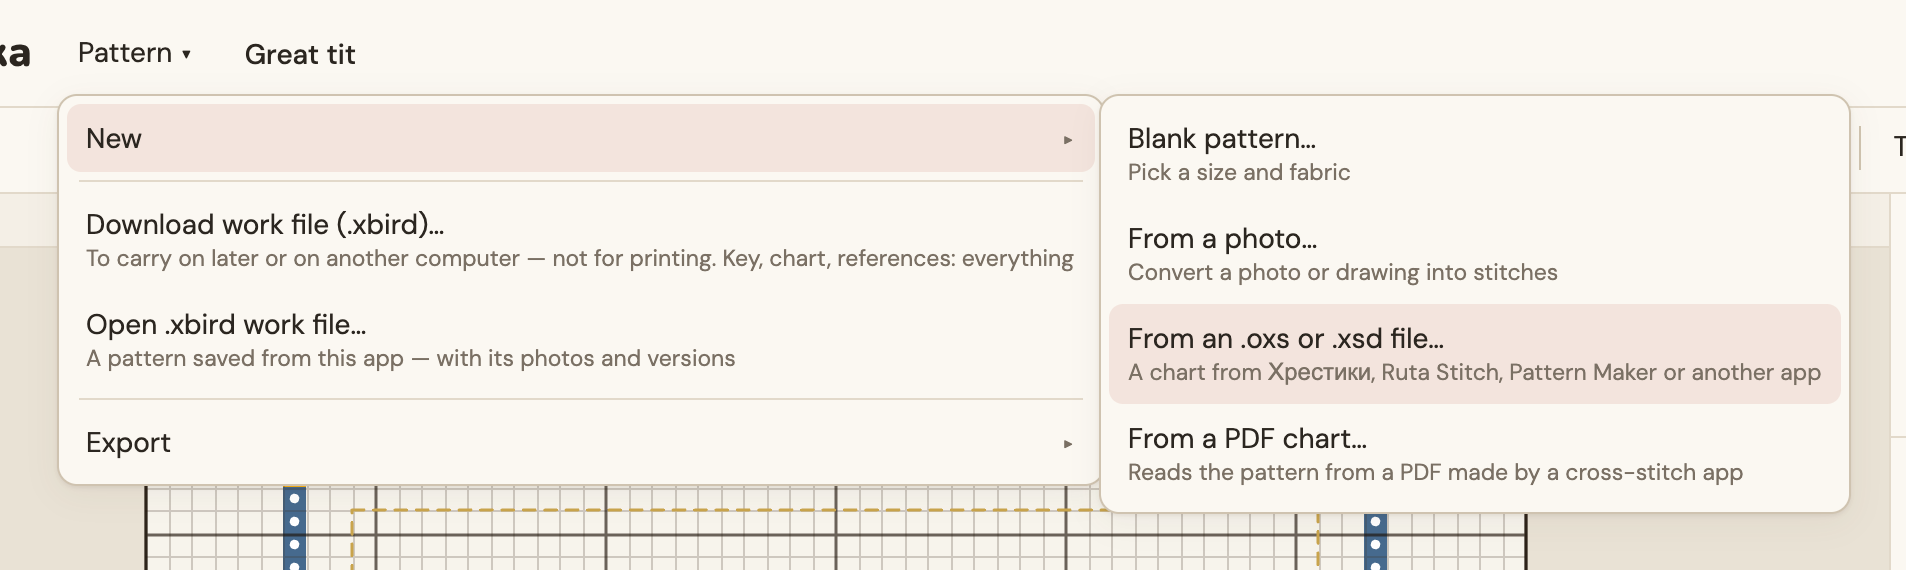 ka
Pattern ▾
Great tit
New ▸
Download work file (.xbird)…
To carry on later or on another computer — not for printing. Key, chart, references: everything
Open .xbird work file…
A pattern saved from this app — with its photos and versions
Export ▸
Blank pattern…
Pick a size and fabric
From a photo…
Convert a photo or drawing into stitches
From an .oxs or .xsd file…
A chart from Хрестики, Ruta Stitch, Pattern Maker or another app
From a PDF chart…
Reads the pattern from a PDF made by a cross-stitch app
T